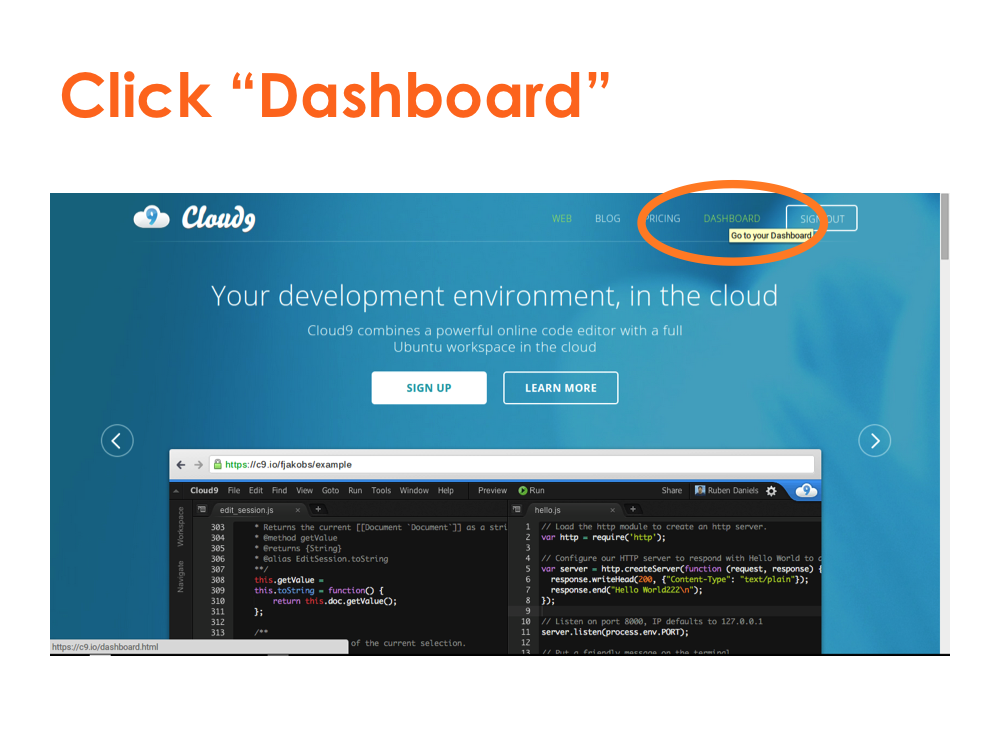 Click “Dashboard”
9 Cloud9
WEB BLOG PRICING DASHBOARD SIGN OUT
Go to your Dashboard
Your development environment, in the cloud
Cloud9 combines a powerful online code editor with a full
Ubuntu workspace in the cloud
SIGN UP LEARN MORE
https://c9.io/fjakobs/example
Cloud9 File Edit Find View Goto Run Tools Window Help Preview Run Share Ruben Daniels 9
Workspace
Navigate
edit_session.js × +
303 * Returns the current [[Document `Document`]] as a stri
304 * @method getValue
305 * @returns {String}
306 * @alias EditSession.toString
307 **/
308 this.getValue =
309 this.toString = function() {
310 return this.doc.getValue();
311 };
312
313 /**
of the current selection.
hello.js × +
1 // Load the http module to create an http server.
2 var http = require('http');
3
4 // Configure our HTTP server to respond with Hello World to
5 var server = http.createServer(function (request, response) {
6 response.writeHead(200, {"Content-Type": "text/plain"});
7 response.end("Hello World222\n");
8 });
9
10 // Listen on port 8000, IP defaults to 127.0.0.1
11 server.listen(process.env.PORT);
12
13 // Put a friendly message on the terminal
https://c9.io/dashboard.html